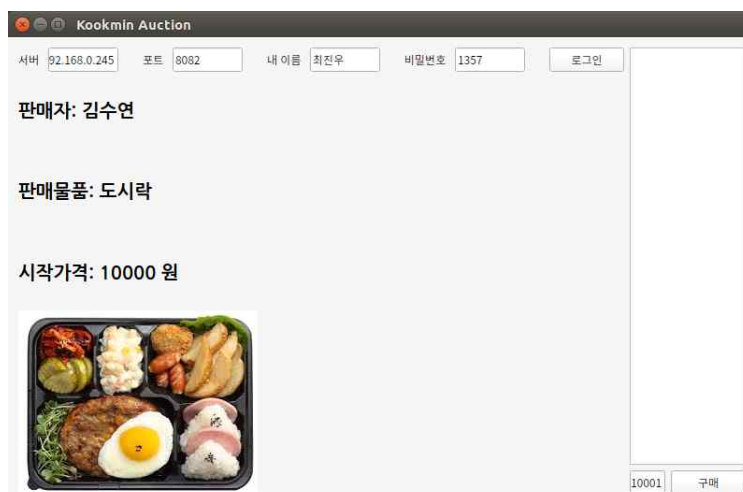 Kookmin Auction
서버 92.168.0.245 포트 8082 내 이름 최진우 비밀번호 1357 로그인
판매자: 김수연
판매물품: 도시락
시작가격: 10000 원
10001 구매